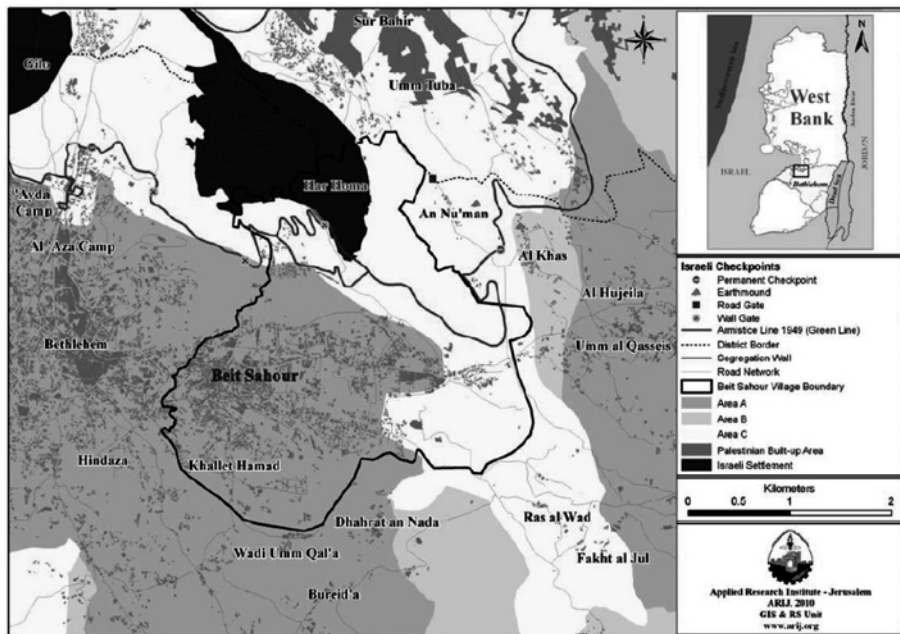 Sur Bahir
Gilo
Umm Tuba
Har Homa
'Ayda
Camp
An Nu'man
Al 'Aza Camp
Al Khas
Al Hujeila
Bethlehem
Umm al Qasseis
Beit Sahour
Hindaza
Khallet Hamad
Dhahrat an Nada
Ras al Wad
Wadi Umm Qal'a
Fakht al Jul
Bureid'a
N
Mediterranean Sea
West
Bank
Jordan River
JORDAN
ISRAEL
Bethlehem
Dead Sea
Israeli Checkpoints
Permanent Checkpoint
Earthmound
Road Gate
Wall Gate
Armistice Line 1949 (Green Line)
District Border
Segregation Wall
Road Network
Beit Sahour Village Boundary
Area A
Area B
Area C
Palestinian Built-up Area
Israeli Settlement
Kilometers
0 0.5 1 2
Applied Research Institute - Jerusalem
ARIJ, 2010
GIS & RS Unit
www.arij.org